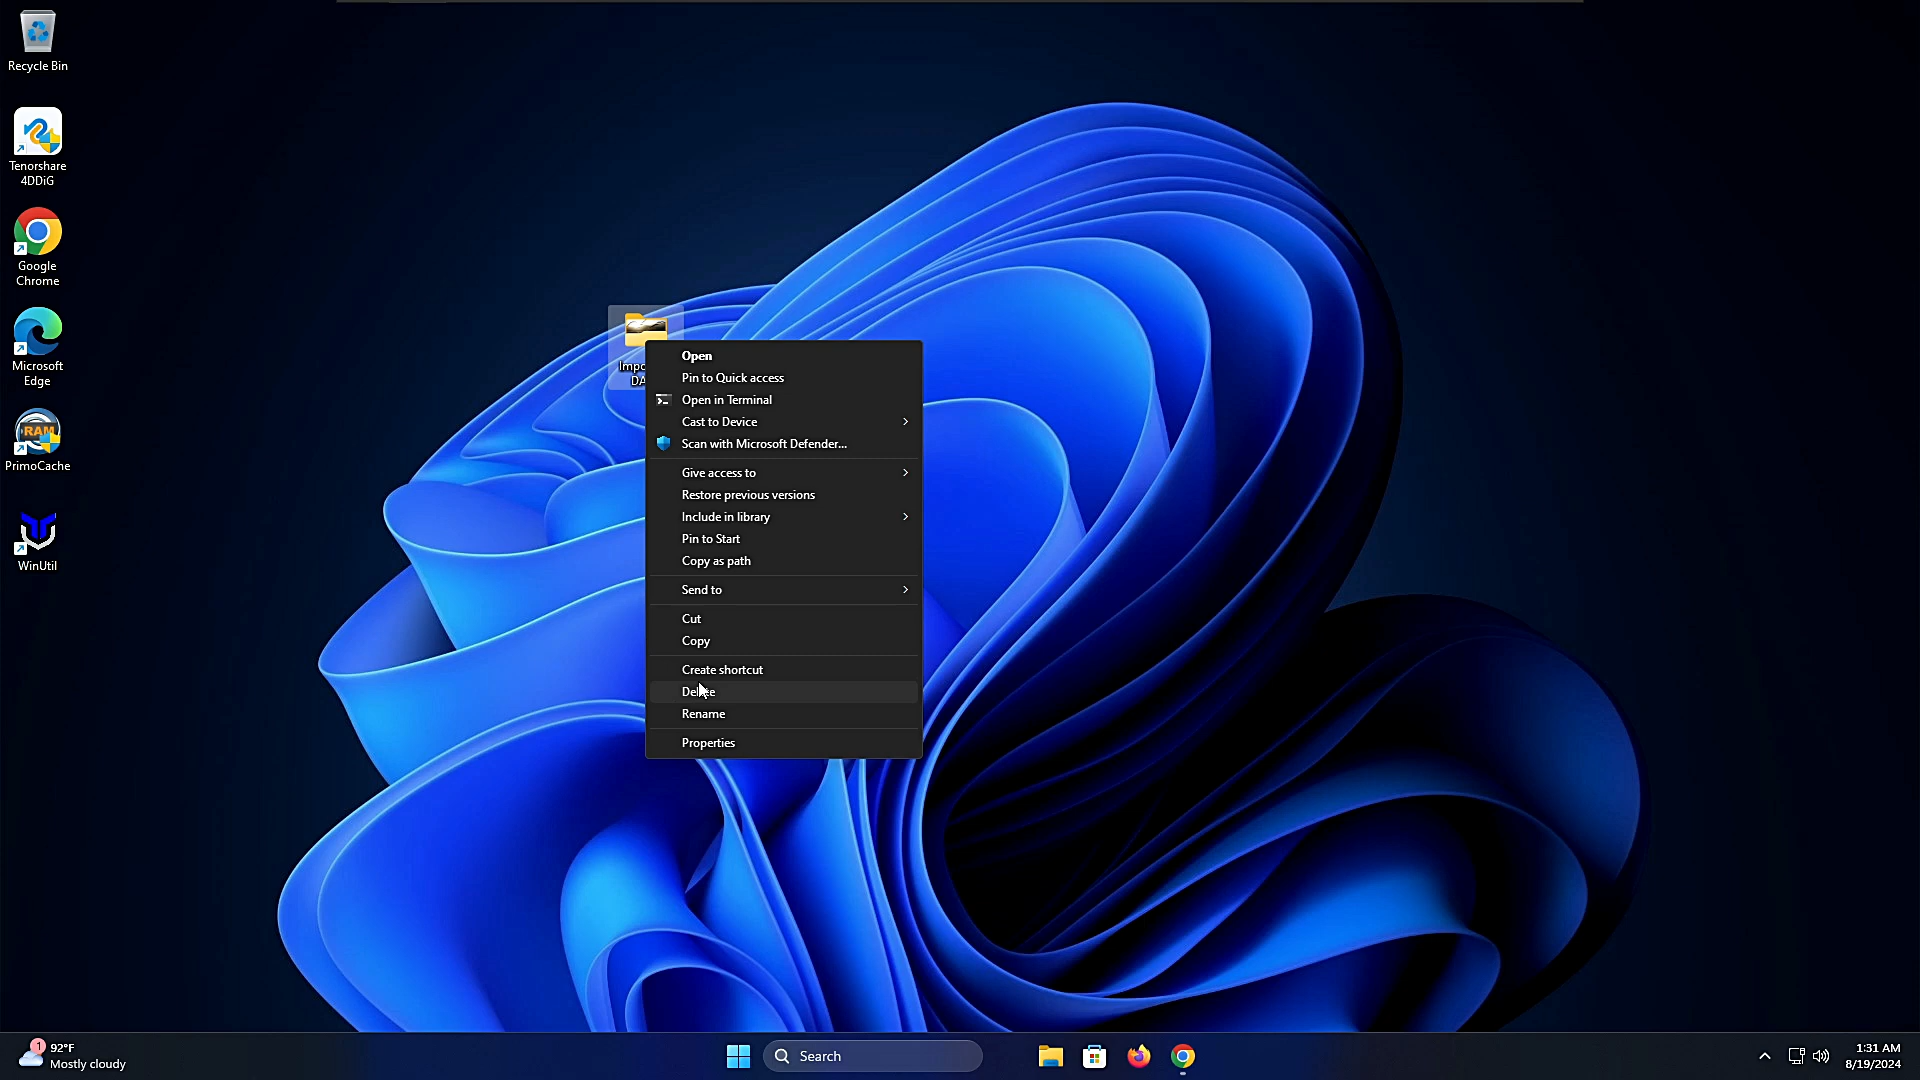 Recycle Bin
Tenorshare
4DDiG
Google
Chrome
Microsoft
Edge
RAM
PrimoCache
WinUtil
Open
Pin to Quick access
Open in Terminal
Cast to Device
Scan with Microsoft Defender...
Give access to
Restore previous versions
Include in library
Pin to Start
Copy as path
Send to
Cut
Copy
Create shortcut
Delete
Rename
Properties
1
92°F
Mostly cloudy
Search
1:31 AM
8/19/2024